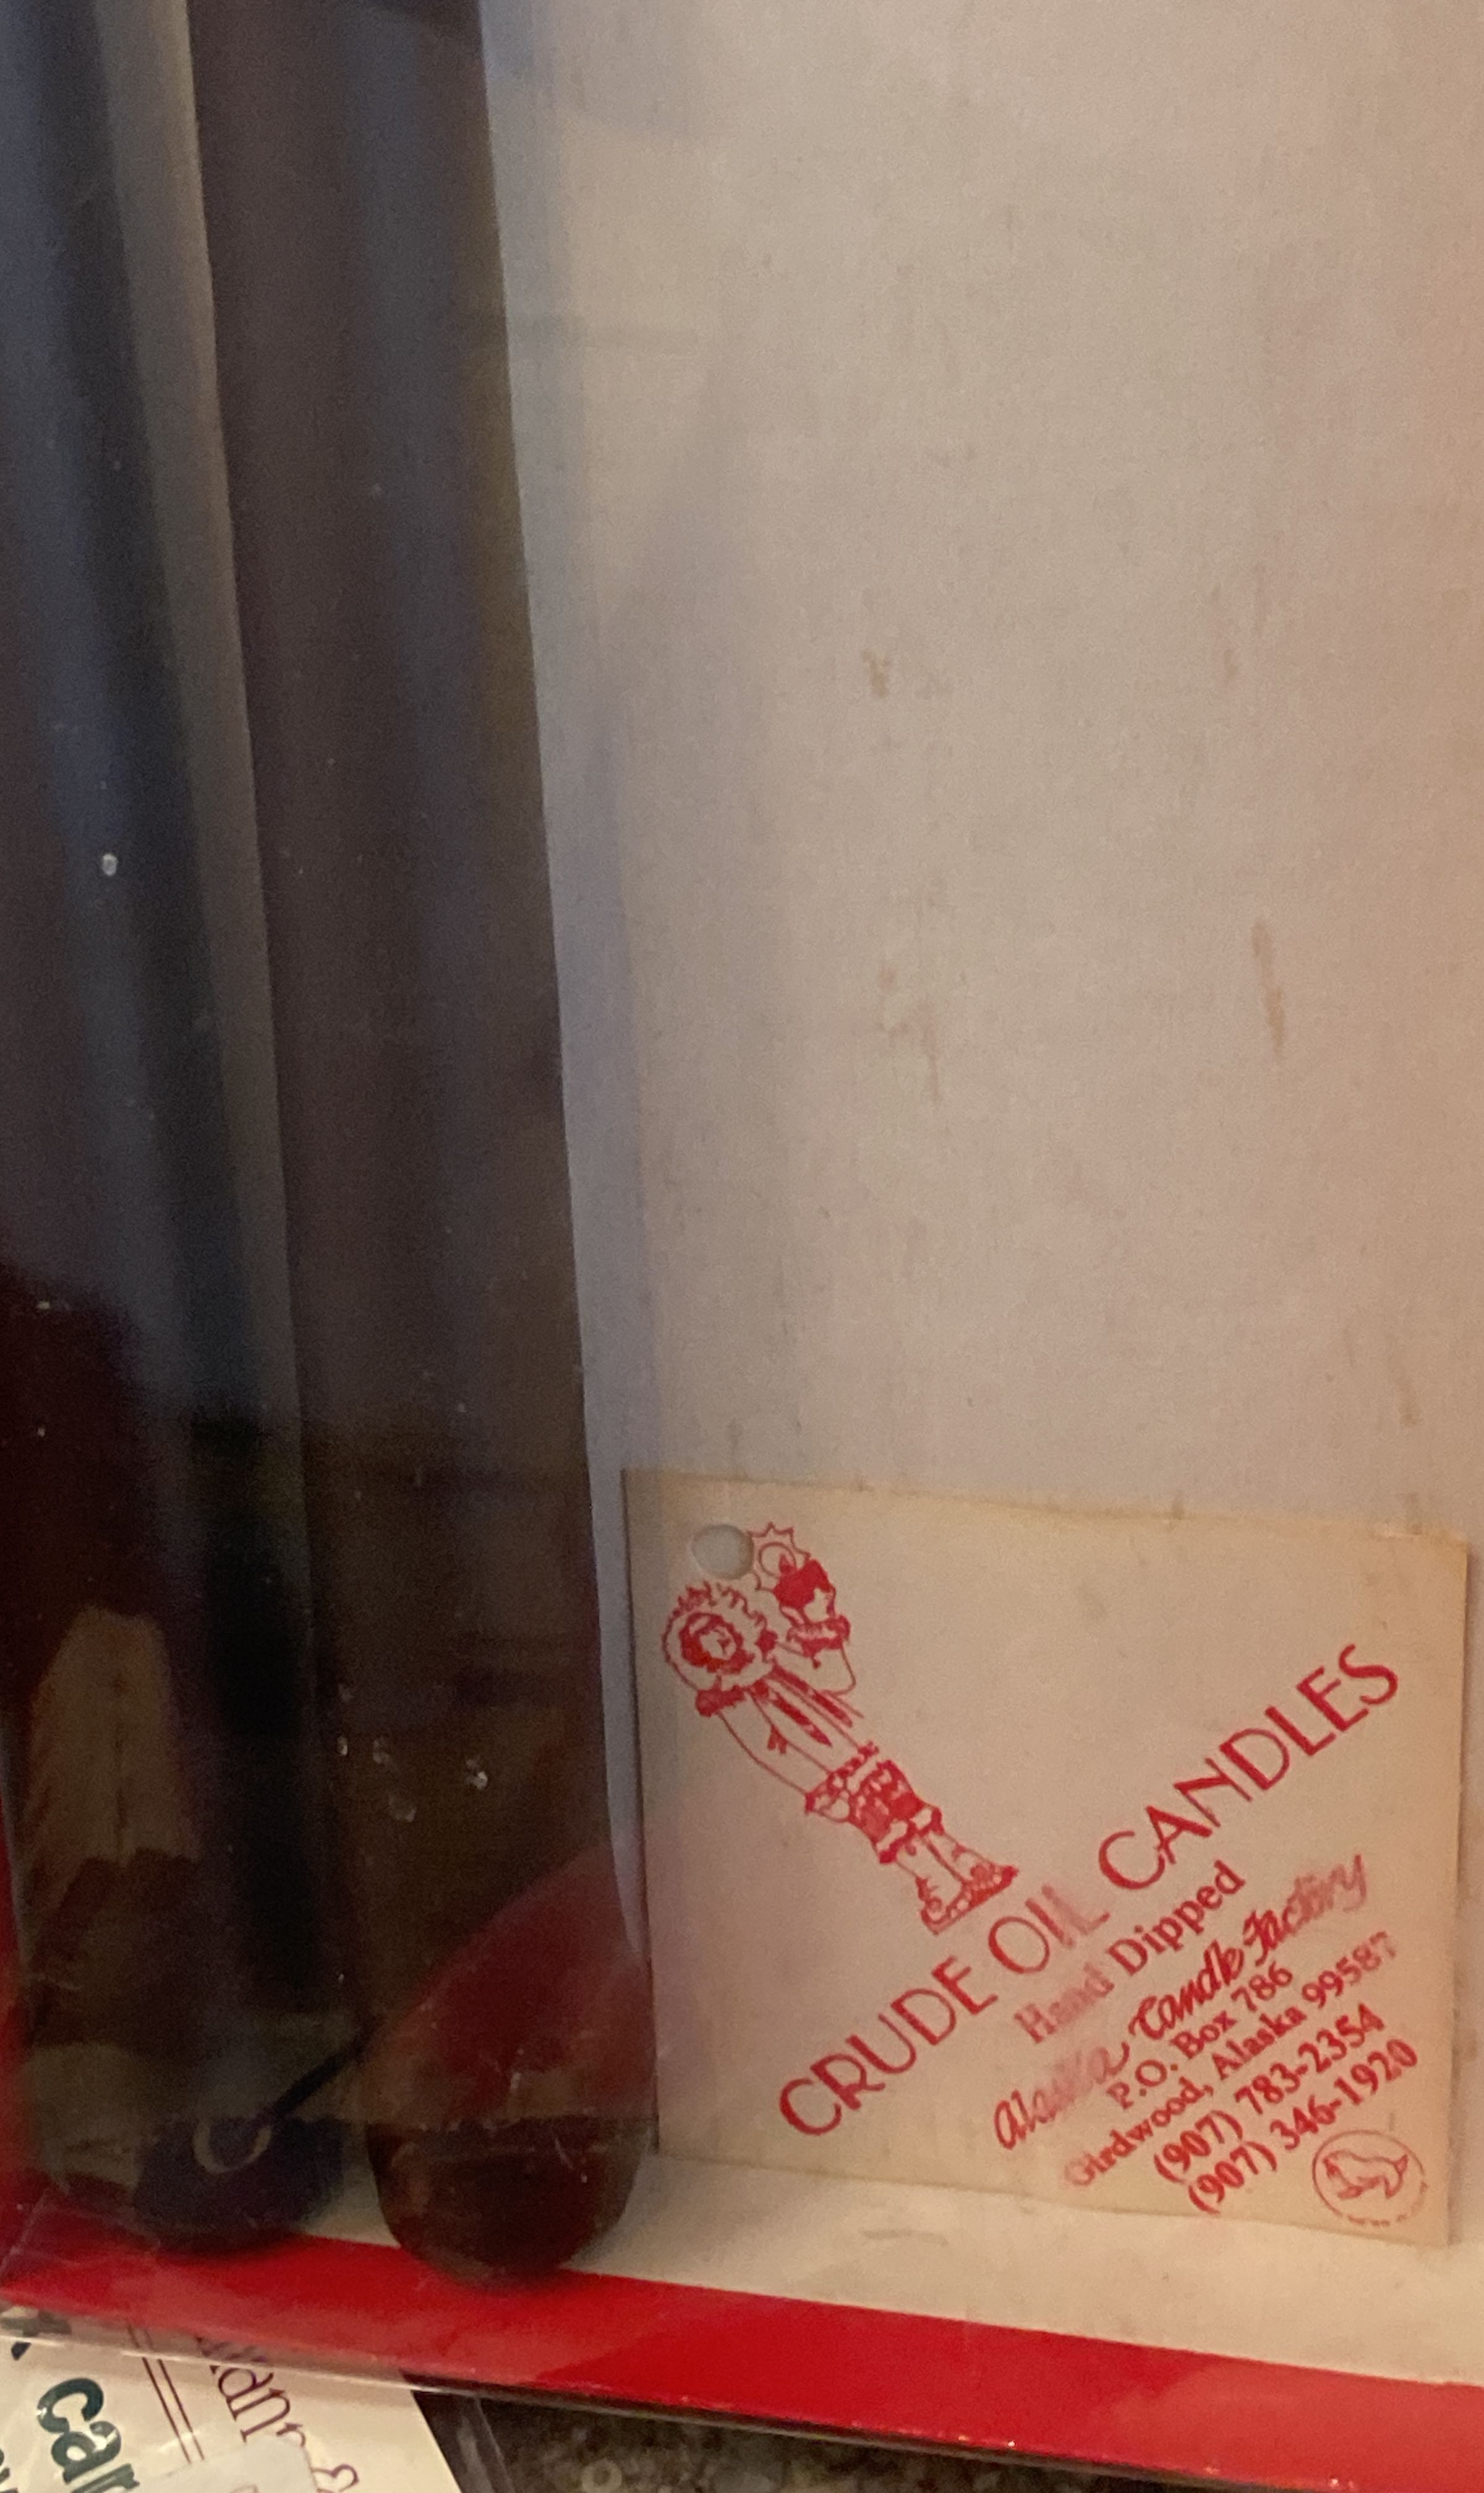 CRUDE OIL CANDLES
Hand Dipped
Alaska Candle Factory
P.O. Box 786
Girdwood, Alaska 99587
(907) 783-2354
(907) 346-1920